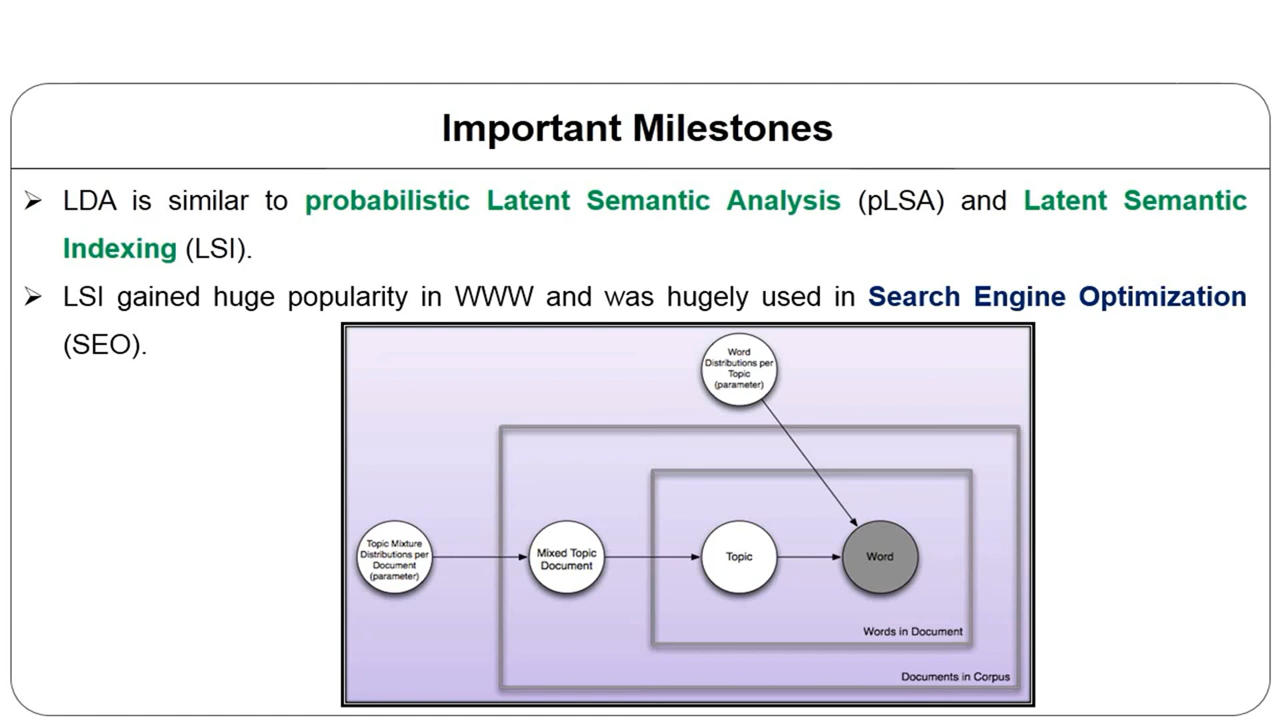 Important Milestones
LDA is similar to probabilistic Latent Semantic Analysis (pLSA) and Latent Semantic
Indexing (LSI).
LSI gained huge popularity in WWW and was hugely used in Search Engine Optimization
(SEO).
Word
Distributions per
Topic
(parameter)
Topic Mixture
Distributions per
Document
(parameter)
Mixed Topic
Document
Topic
Word
Words in Document
Documents in Corpus